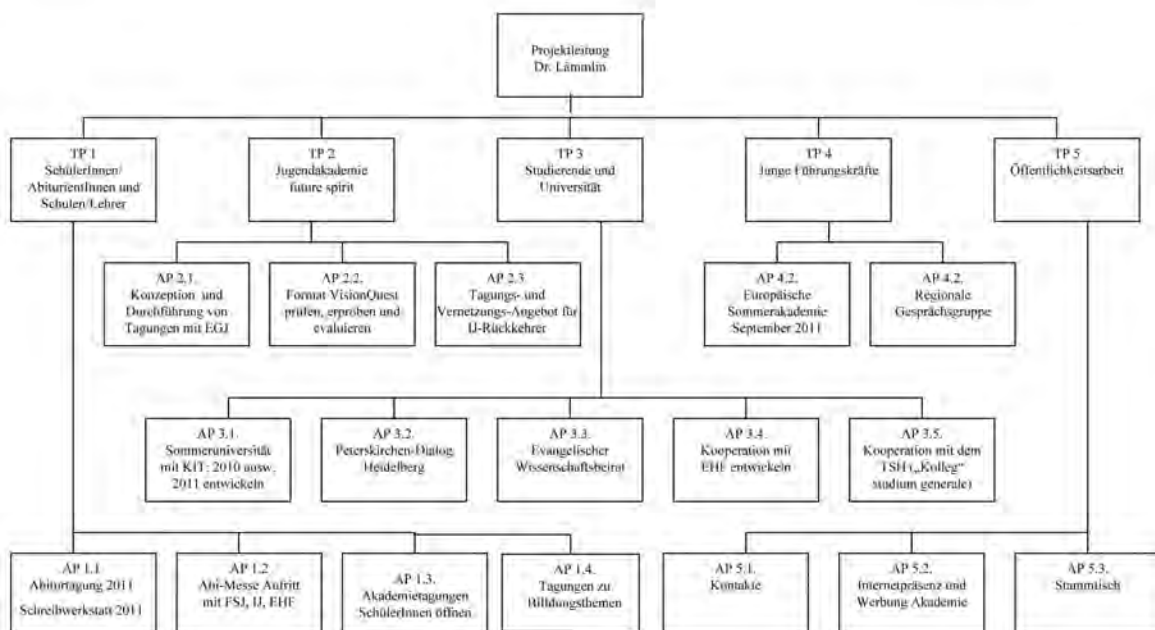 Projektleitung
Dr. Lämmlin
TP 1
SchülerInnen/
AbiturientInnen und
Schulen/Lehrer
TP 2
Jugendakademie
future spirit
TP 3
Studierende und
Universität
TP 4
Junge Führungskräfte
TP 5
Öffentlichkeitsarbeit
AP 2.1.
Konzeption und
Durchführung von
Tagungen mit EGJ
AP 2.2.
Format VisionQuest
prüfen, erproben und
evaluieren
AP 2.3.
Tagungs- und
Vernetzungs-Angebot für
IJ-Rückkehrer
AP 4.2.
Europäische
Sommerakademie
September 2011
AP 4.2.
Regionale
Gesprächsgruppe
AP 3.1.
Sommeruniversität
mit KIT: 2010 ausw.
2011 entwickeln
AP 3.2.
Peterskirchen-Dialog
Heidelberg
AP 3.3.
Evangelischer
Wissenschaftsbeirat
AP 3.4.
Kooperation mit
EHF entwickeln
AP 3.5.
Kooperation mit dem
TSH („Kolleg“
studium generale)
AP 1.1
Abiturtagung 2011
Schreibwerkstatt 2011
AP 1.2
Abi-Messe Aufritt
mit FSJ, IJ, EHF
AP 1.3.
Akademietagungen
SchülerInnen öffnen
AP 1.4.
Tagungen zu
Billdungsthemen
AP 5.1.
Kontakte
AP 5.2.
Internetpräsenz und
Werbung Akademie
AP 5.3.
Stammtisch